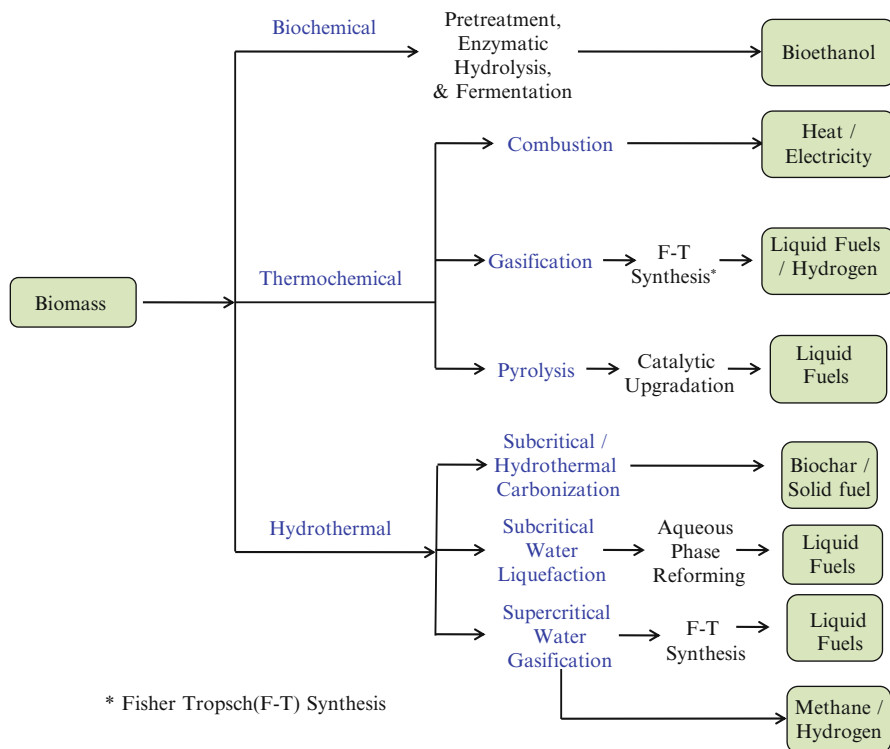 Biochemical
Pretreatment,
Enzymatic
Hydrolysis,
& Fermentation
Bioethanol
Combustion
Heat /
Electricity
Thermochemical
Gasification
F-T
Synthesis*
Liquid Fuels
/ Hydrogen
Biomass
Pyrolysis
Catalytic
Upgradation
Liquid
Fuels
Hydrothermal
Subcritical /
Hydrothermal
Carbonization
Biochar /
Solid fuel
Subcritical
Water
Liquefaction
Aqueous
Phase
Reforming
Liquid
Fuels
Supercritical
Water
Gasification
F-T
Synthesis
Liquid
Fuels
Methane /
Hydrogen
* Fisher Tropsch(F-T) Synthesis